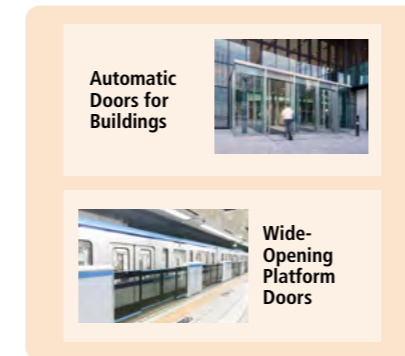 Automatic
Doors for
Buildings
Wide-
Opening
Platform
Doors